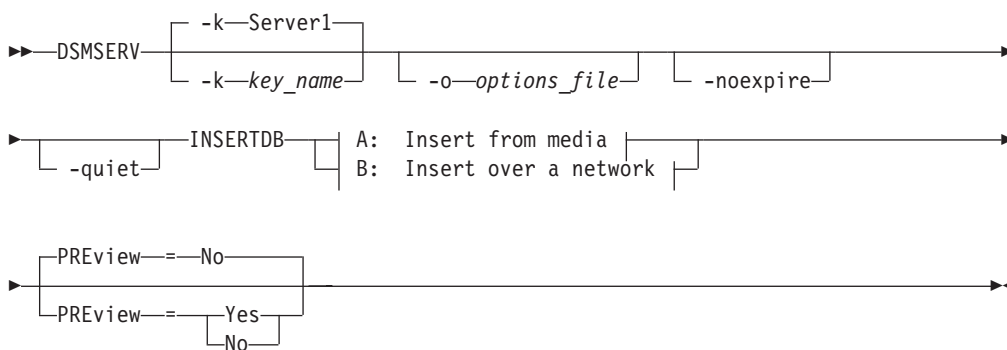 -k Server1
DSMSERV
-k key_name
-o options_file
-noexpire
INSERTDB
A: Insert from media
-quiet
B: Insert over a network
PREview = No
PREview = Yes
No